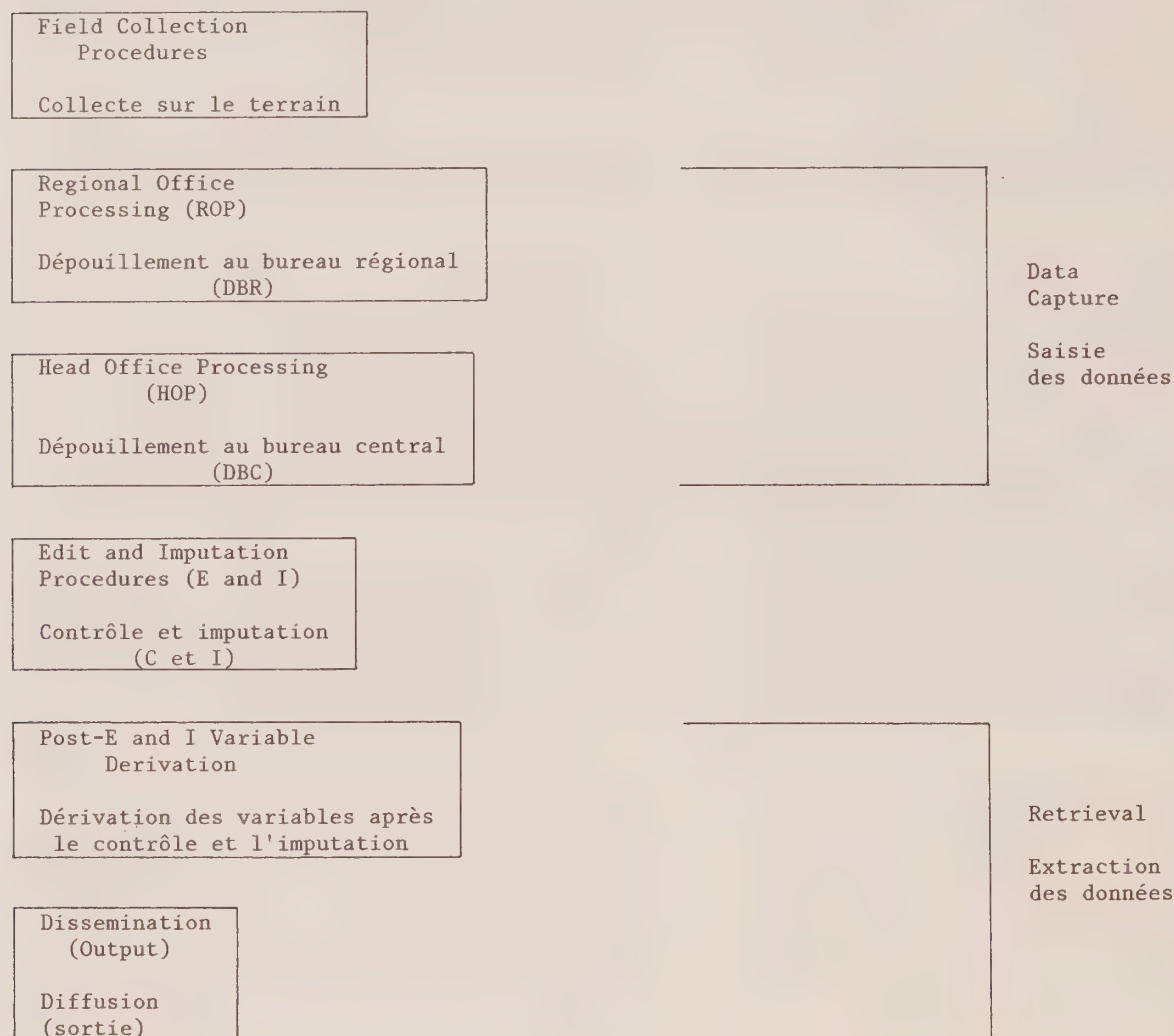 Field Collection
Procedures
Collecte sur le terrain
Regional Office
Processing (ROP)
Dépouillement au bureau régional
(DBR)
Head Office Processing
(HOP)
Dépouillement au bureau central
(DBC)
Data
Capture
Saisie
des données
Edit and Imputation
Procedures (E and I)
Contrôle et imputation
(C et I)
Post-E and I Variable
Derivation
Dérivation des variables après
le contrôle et l'imputation
Dissemination
(Output)
Diffusion
(sortie)
Retrieval
Extraction
des données